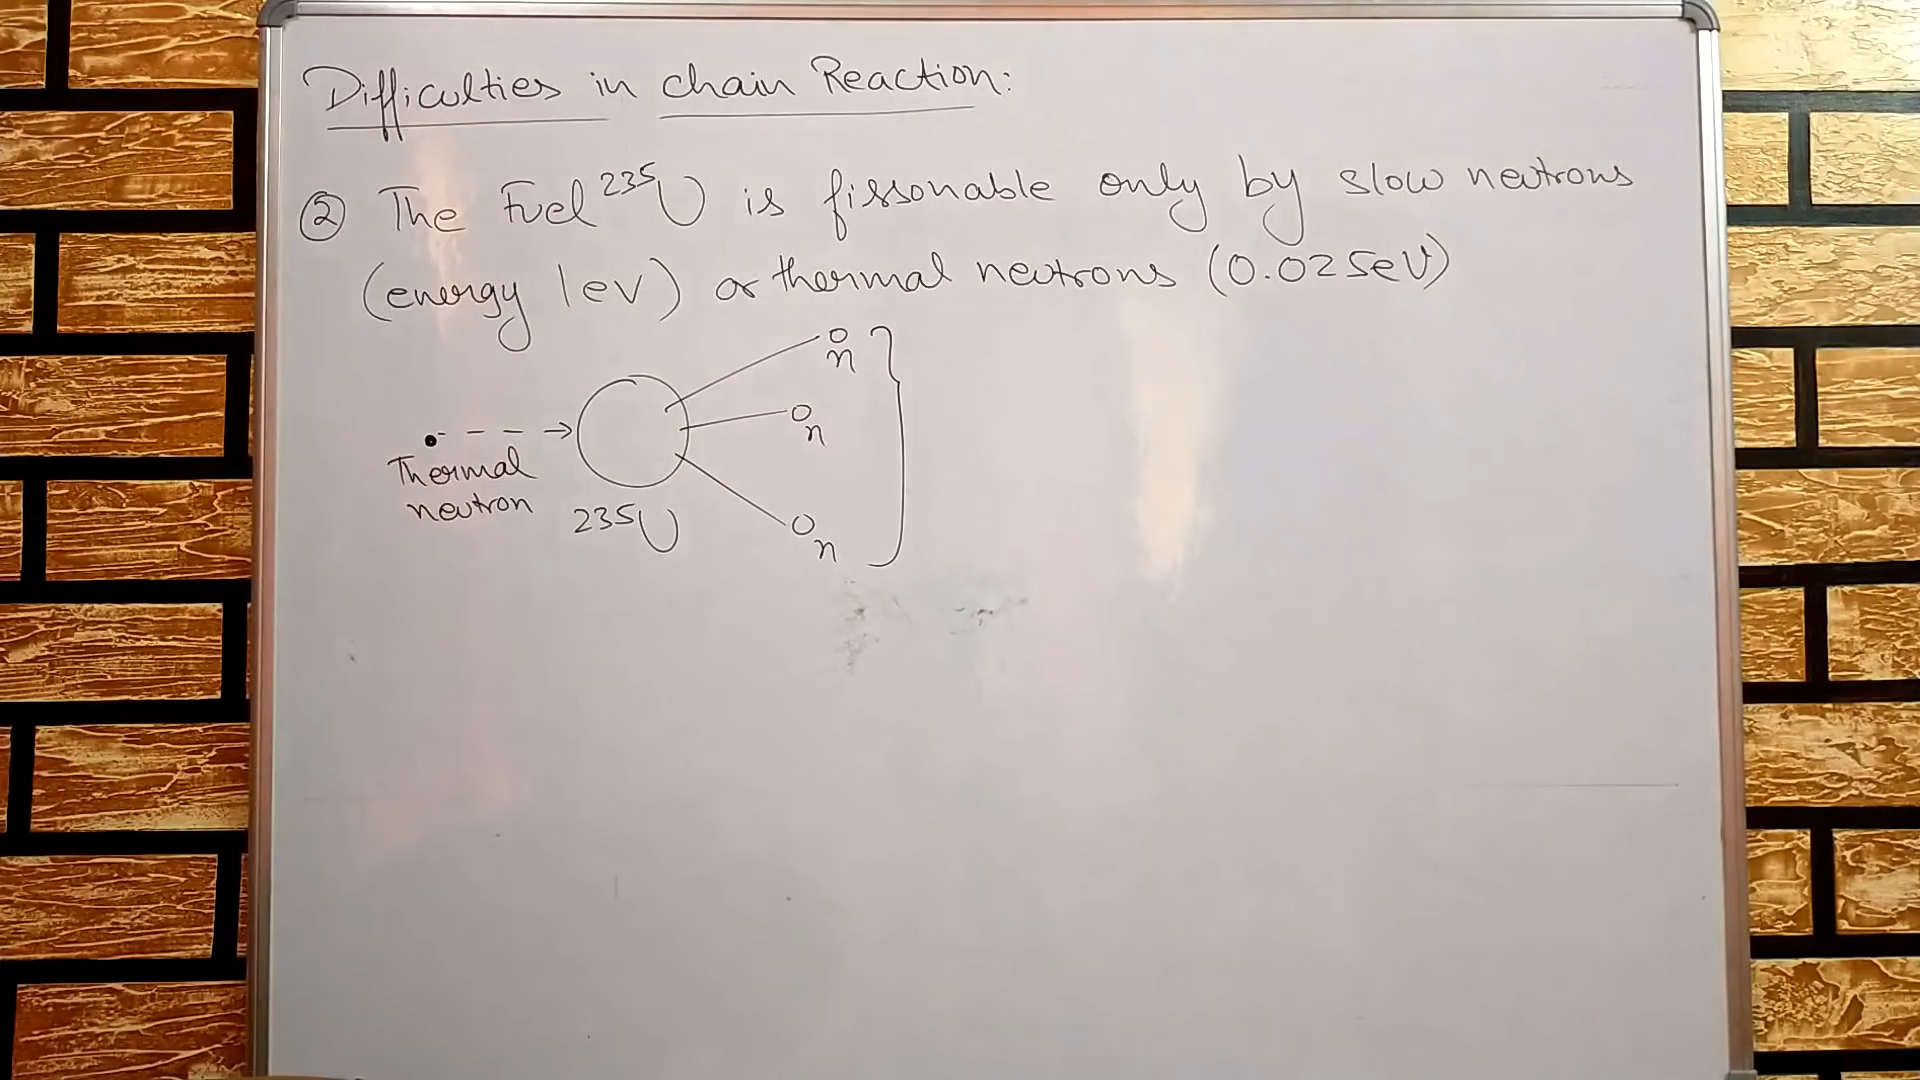 Difficulties in chain Reaction:
② The Fuel ²³⁵U is fissonable only by slow neutrons
(energy 1ev) or thermal neutrons (0.025eV)
n
n
Thermal
neutron
²³⁵U
n